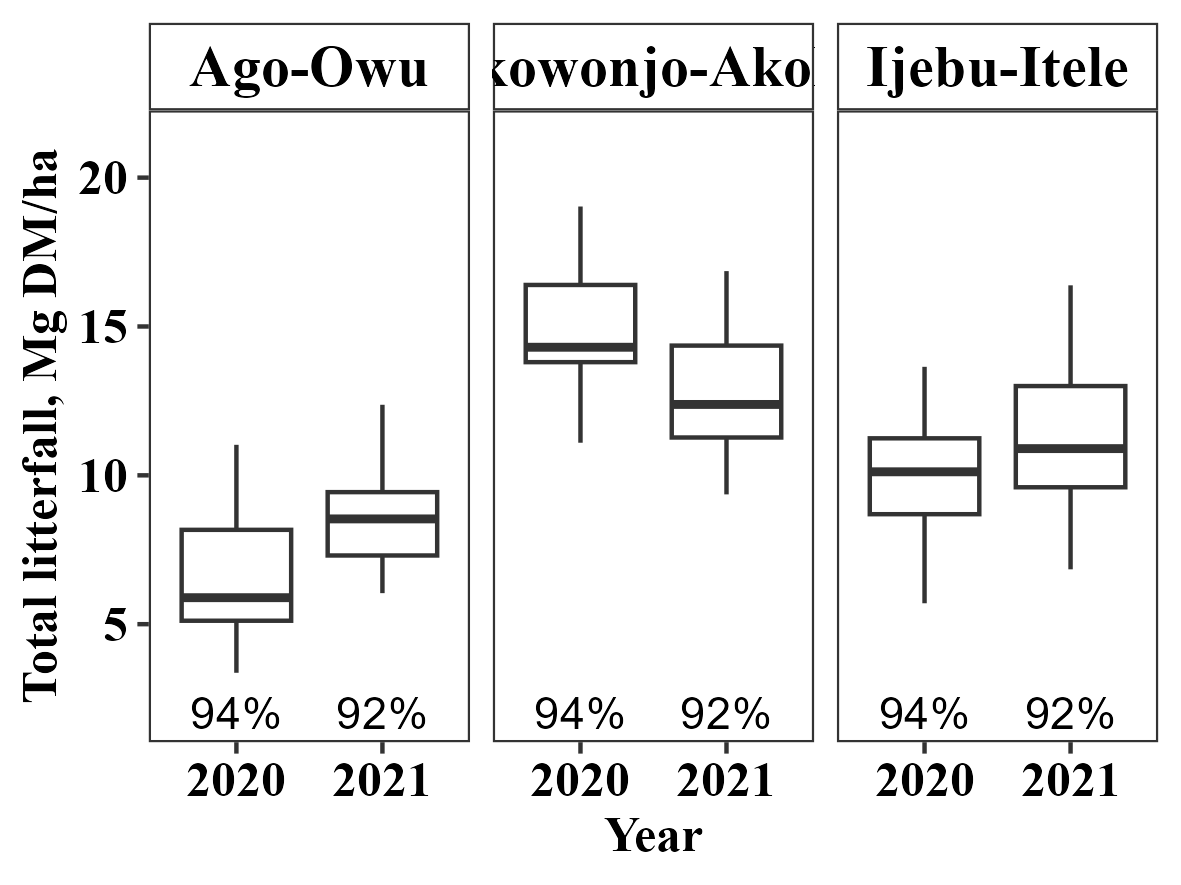 Ago-Owu
kowonjo-Ako
Ijebu-Itele
Total litterfall, Mg DM/ha
20
15
10
5
94% 92% 94% 92% 94% 92%
2020 2021 2020 2021 2020 2021
Year